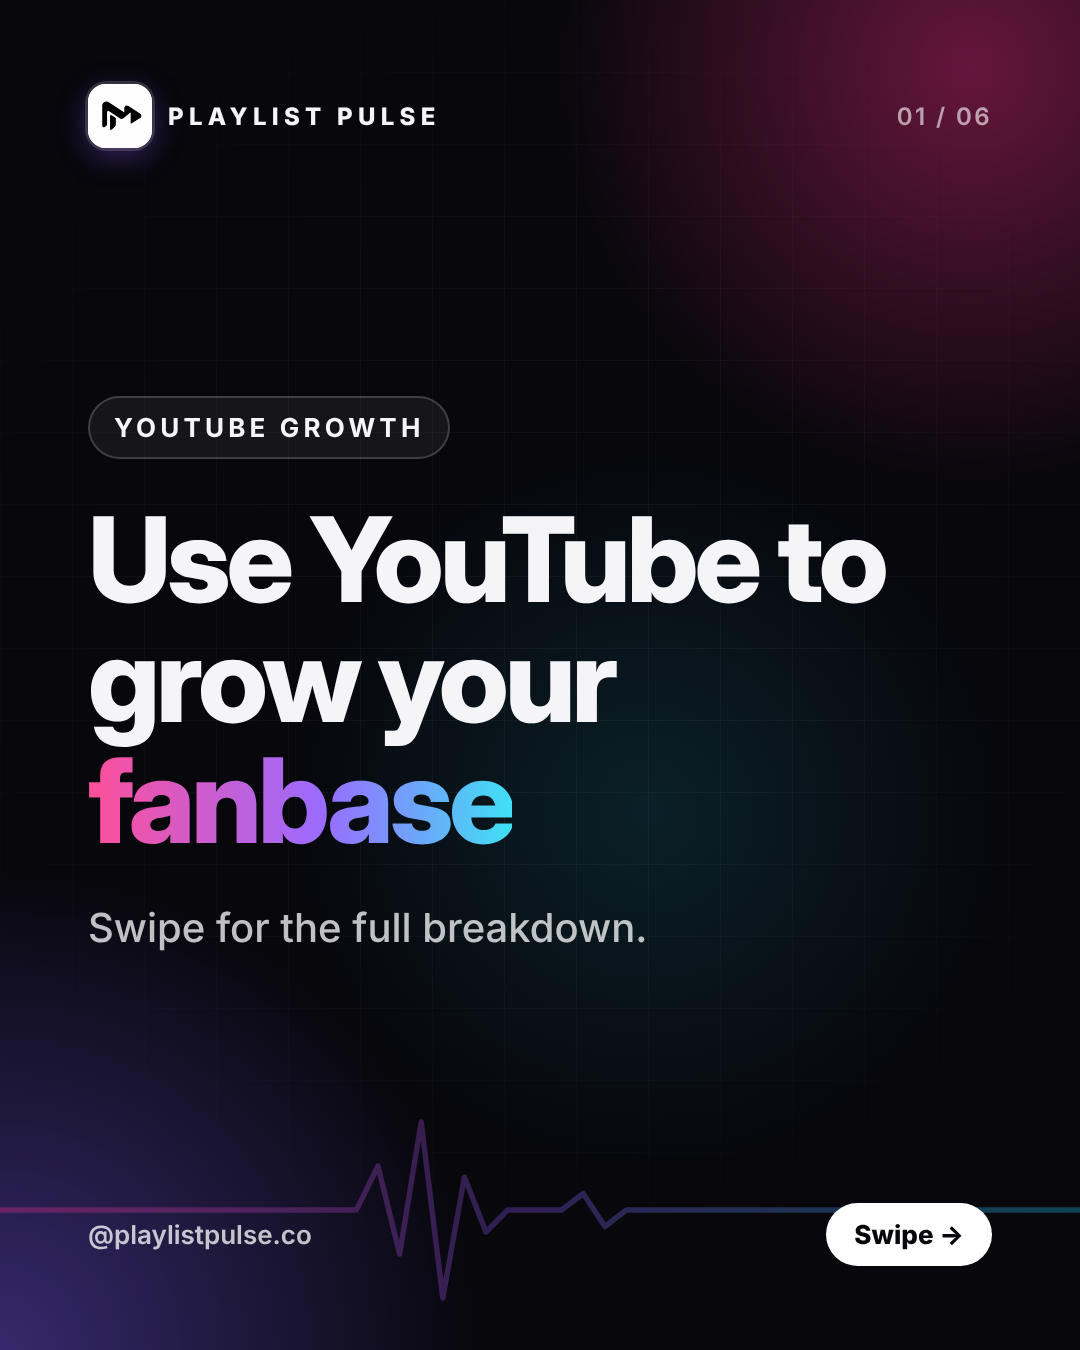 PLAYLIST PULSE
01 / 06
YOUTUBE GROWTH
Use YouTube to
grow your
fanbase
Swipe for the full breakdown.
@playlistpulse.co
Swipe →